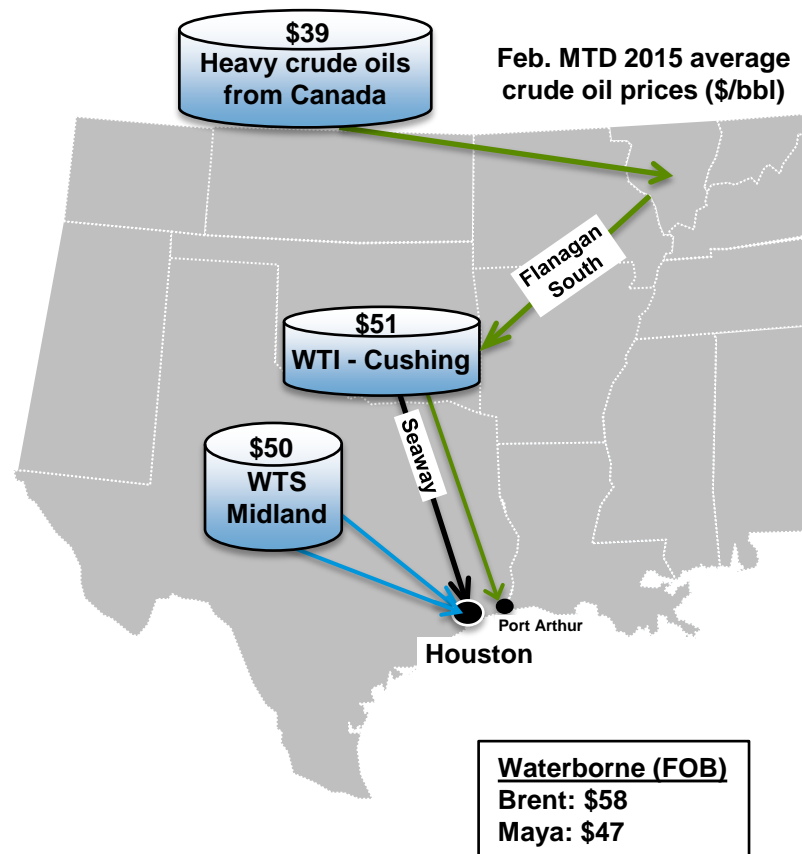 $39
Heavy crude oils
from Canada
Feb. MTD 2015 average
crude oil prices ($/bbl)
Flanagan
South
$51
WTI - Cushing
Seaway
$50
WTS
Midland
Port Arthur
Houston
Waterborne (FOB)
Brent: $58
Maya: $47